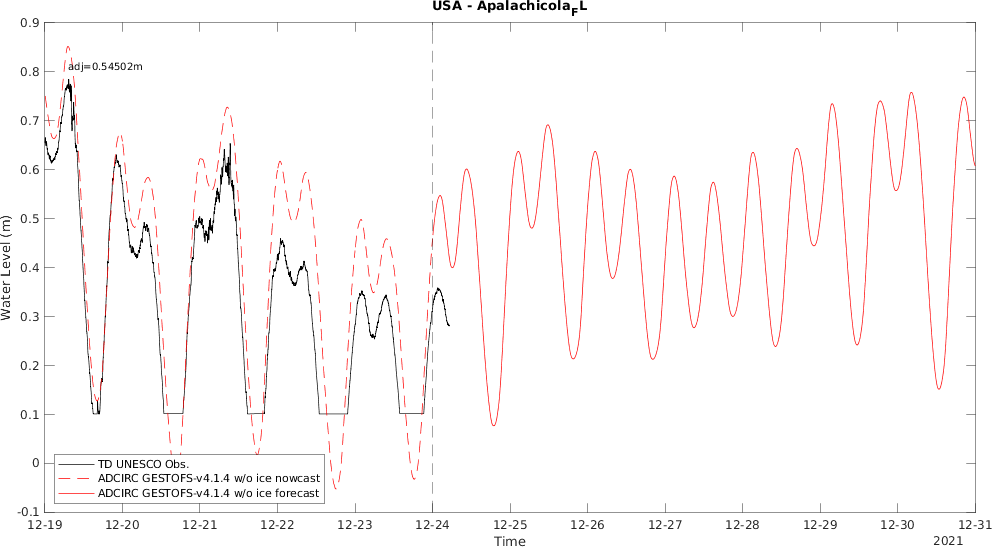 USA - Apalachicola_FL
adj=0.54502m
Water Level (m)
0.9
0.8
0.7
0.6
0.5
0.4
0.3
0.2
0.1
0
-0.1
TD UNESCO Obs.
ADCIRC GESTOFS-v4.1.4 w/o ice nowcast
ADCIRC GESTOFS-v4.1.4 w/o ice forecast
12-19 12-20 12-21 12-22 12-23 12-24 12-25 12-26 12-27 12-28 12-29 12-30 12-31
Time
2021